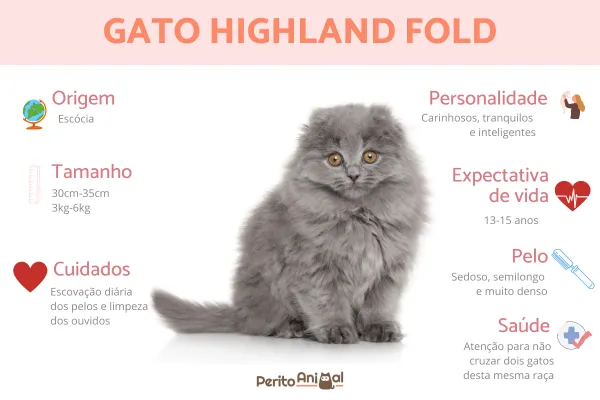 GATO HIGHLAND FOLD
Origem
Escócia
Tamanho
30cm-35cm
3kg-6kg
Cuidados
Escovação diária
dos pelos e limpeza
dos ouvidos
Personalidade
Carinhosos, tranquilos
e inteligentes
Expectativa
de vida
13-15 anos
Pelo
Sedoso, semilongo
e muito denso
Saúde
Atenção para não
cruzar dois gatos
desta mesma raça
PeritoAnimal